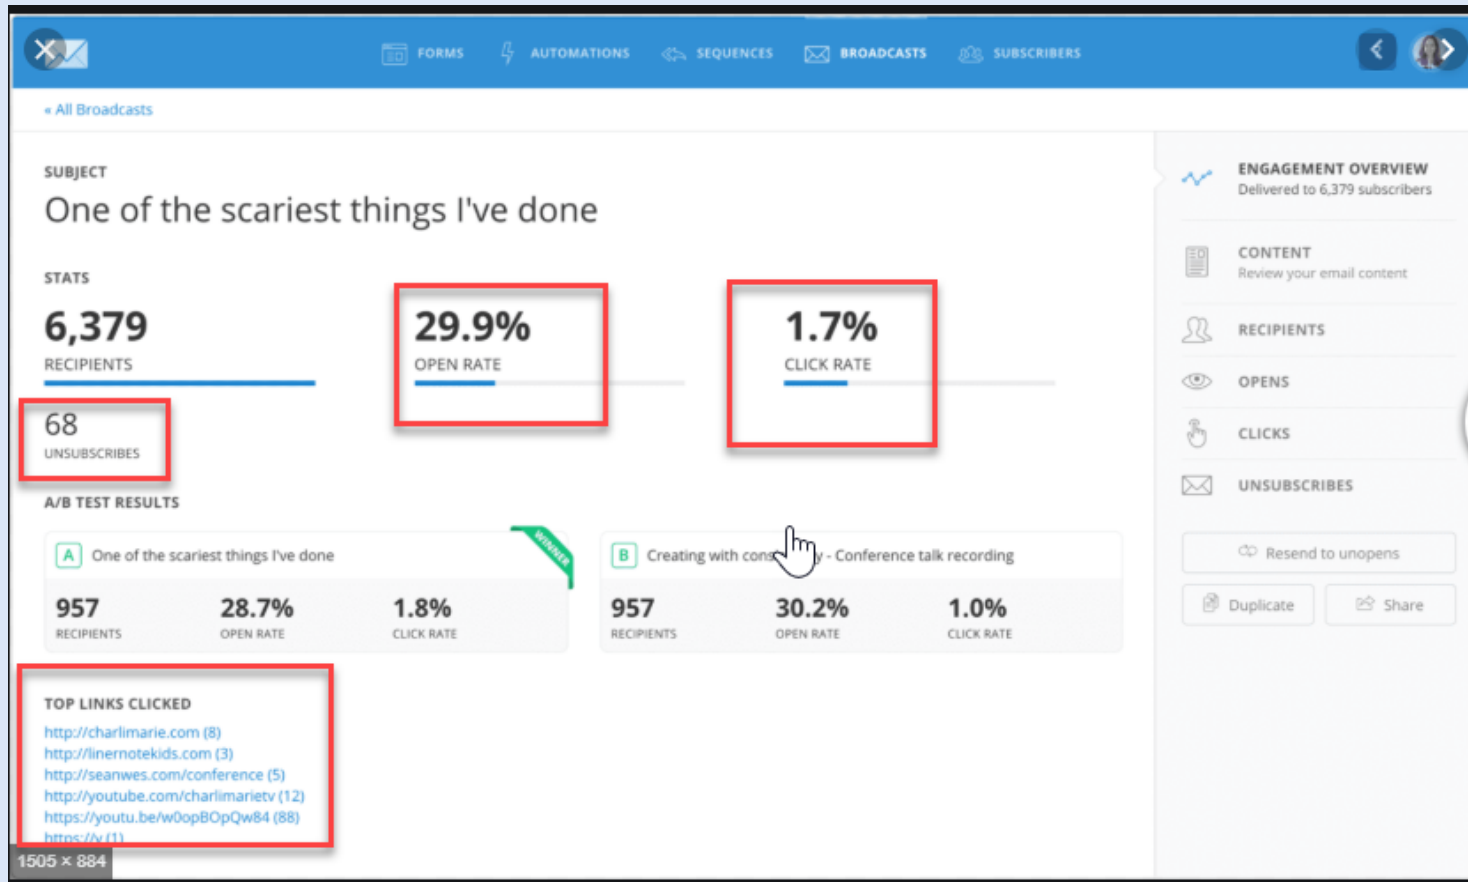 FORMS AUTOMATIONS SEQUENCES BROADCASTS SUBSCRIBERS
« All Broadcasts
SUBJECT
One of the scariest things I've done
STATS
6,379 29.9% 1.7%
RECIPIENTS OPEN RATE CLICK RATE
68
UNSUBSCRIBES
A/B TEST RESULTS
A One of the scariest things I've done WINNER
957 28.7% 1.8%
RECIPIENTS OPEN RATE CLICK RATE
B Creating with - Conference talk recording
957 30.2% 1.0%
RECIPIENTS OPEN RATE CLICK RATE
TOP LINKS CLICKED
http://charlimarie.com (8)
http://linernotekids.com (3)
http://seanwes.com/conference (5)
http://youtube.com/charlimarietv (12)
https://youtu.be/w0opBOpQw84 (88)
https://y (1)
1505 × 884
ENGAGEMENT OVERVIEW
Delivered to 6,379 subscribers
CONTENT
Review your email content
RECIPIENTS
OPENS
CLICKS
UNSUBSCRIBES
Resend to unopens
Duplicate Share